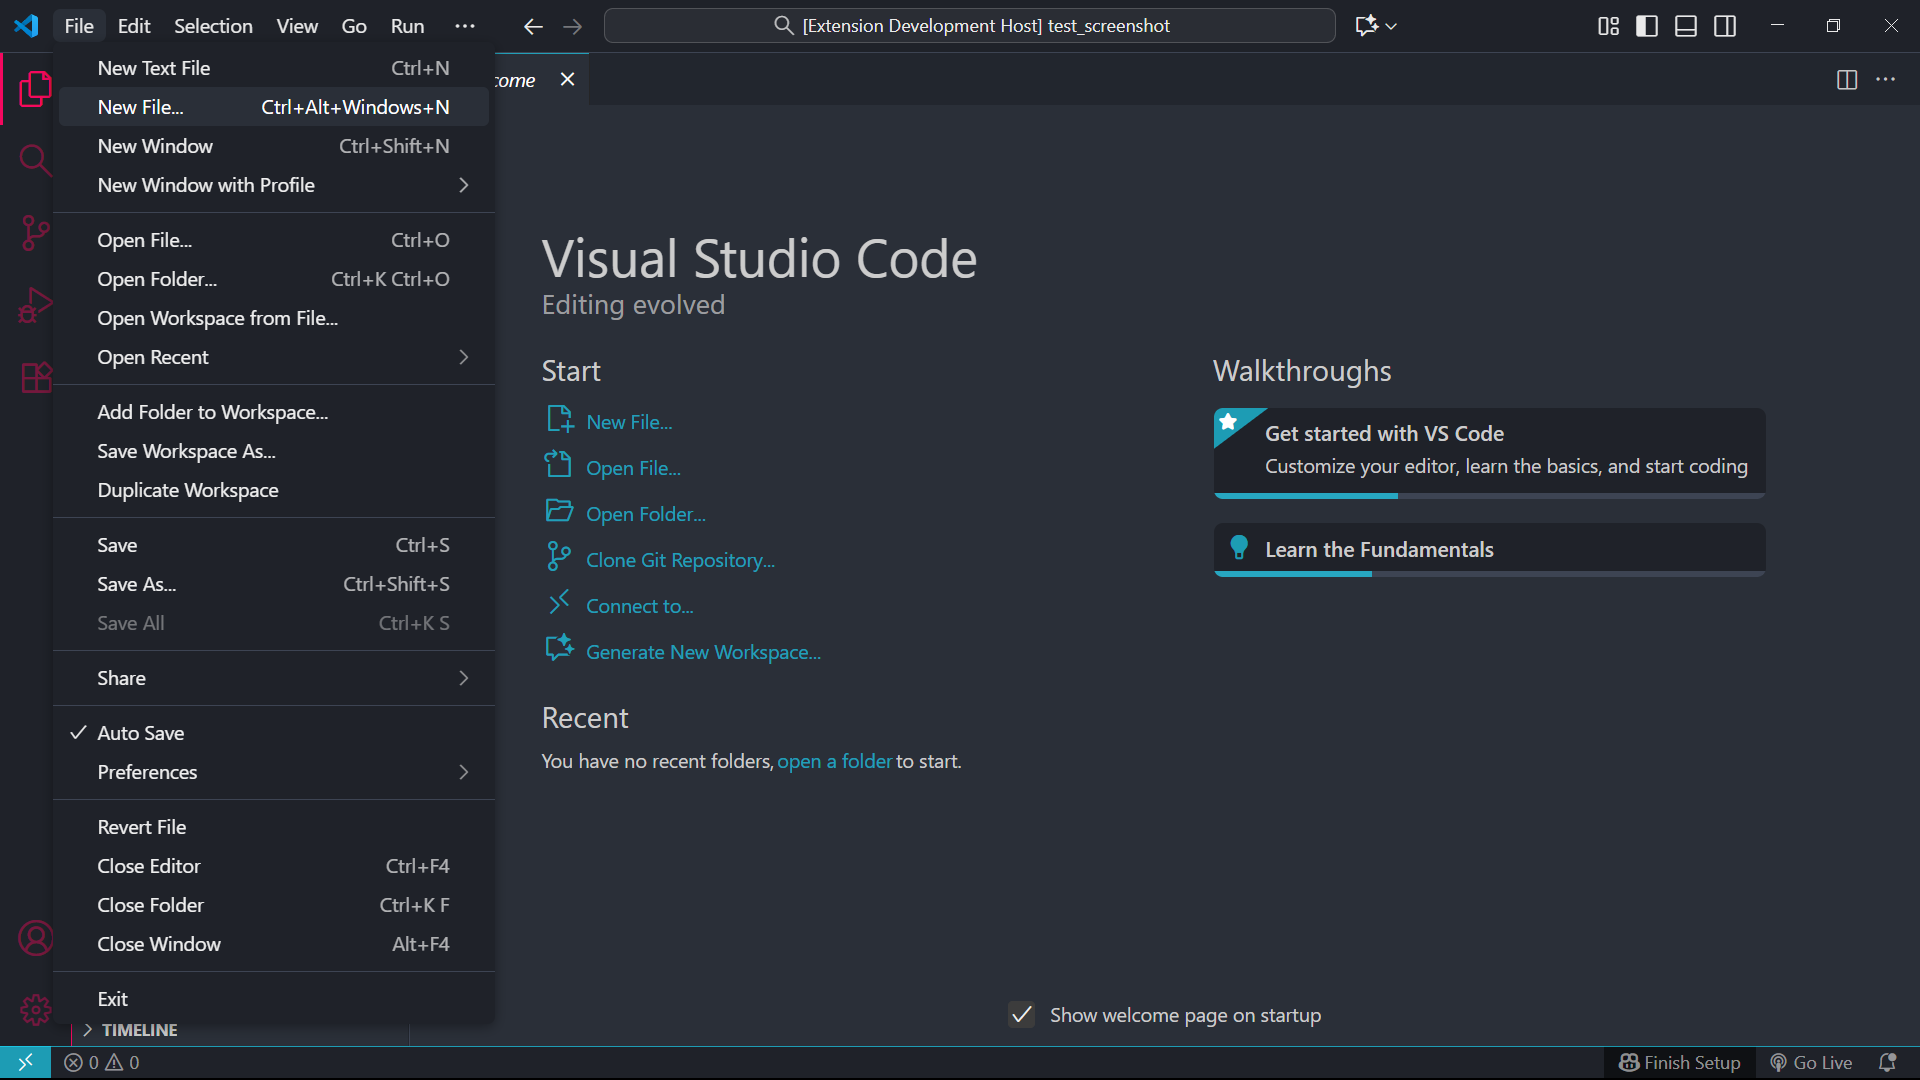 File Edit Selection View Go Run
[Extension Development Host] test_screenshot
New Text File Ctrl+N
New File... Ctrl+Alt+Windows+N
New Window Ctrl+Shift+N
New Window with Profile
Open File... Ctrl+O
Open Folder... Ctrl+K Ctrl+O
Open Workspace from File...
Open Recent
Add Folder to Workspace...
Save Workspace As...
Duplicate Workspace
Save Ctrl+S
Save As... Ctrl+Shift+S
Save All Ctrl+K S
Share
Auto Save
Preferences
Revert File
Close Editor Ctrl+F4
Close Folder Ctrl+K F
Close Window Alt+F4
Exit
TIMELINE
come
Visual Studio Code
Editing evolved
Start
New File...
Open File...
Open Folder...
Clone Git Repository...
Connect to...
Generate New Workspace...
Recent
You have no recent folders, open a folder to start.
Walkthroughs
Get started with VS Code
Customize your editor, learn the basics, and start coding
Learn the Fundamentals
Show welcome page on startup
0 0
Finish Setup
Go Live